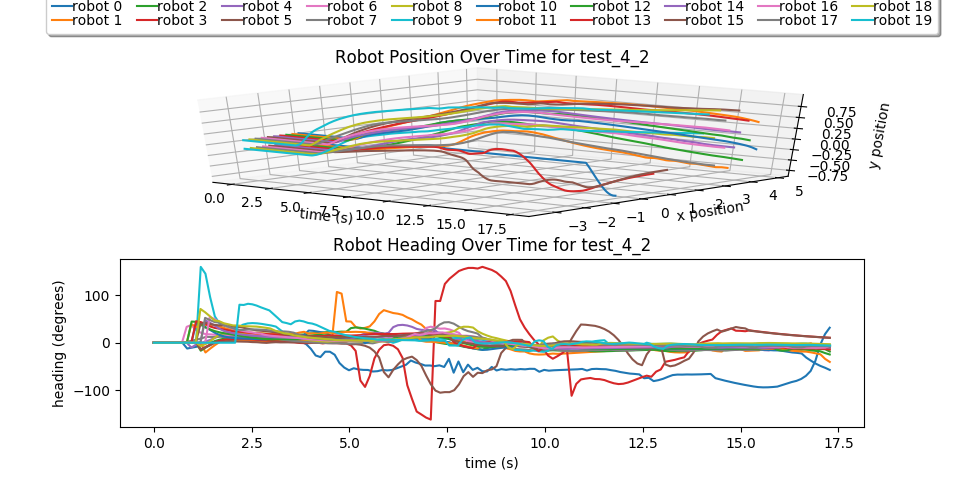 robot 0 robot 2 robot 4 robot 6 robot 8 robot 10 robot 12 robot 14 robot 16 robot 18
robot 1 robot 3 robot 5 robot 7 robot 9 robot 11 robot 13 robot 15 robot 17 robot 19
Robot Position Over Time for test_4_2
0.75
0.50
0.25
0.00
−0.25
−0.50
−0.75
y position
0.0 2.5 5.0 7.5 10.0 12.5 15.0 17.5
time (s)
−3 −2 −1 0 1 2 3 4 5
x position
Robot Heading Over Time for test_4_2
100
0
−100
heading (degrees)
0.0 2.5 5.0 7.5 10.0 12.5 15.0 17.5
time (s)